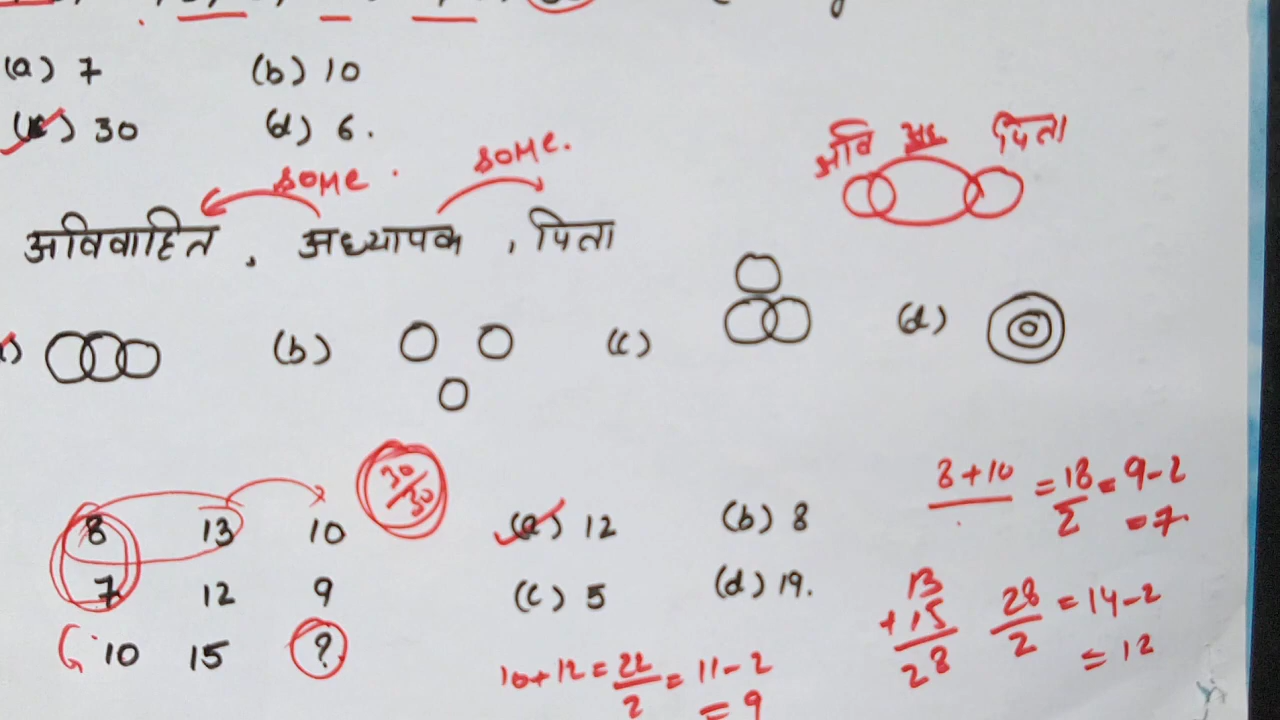 (a) 7 (b) 10
(c) 30 (d) 6.
some. some.
अवि अध्या पिता
अविवाहित, अध्यापक, पिता
(b) (c) (d)
8 13 10
7 12 9
10 15 ?
30/30
(a) 12 (b) 8
(c) 5 (d) 19.
8+10 = 18/2 = 9-2
=7.
13
+15
28
28/2 = 14-2
= 12
10+12 = 22/2 = 11-2
= 9